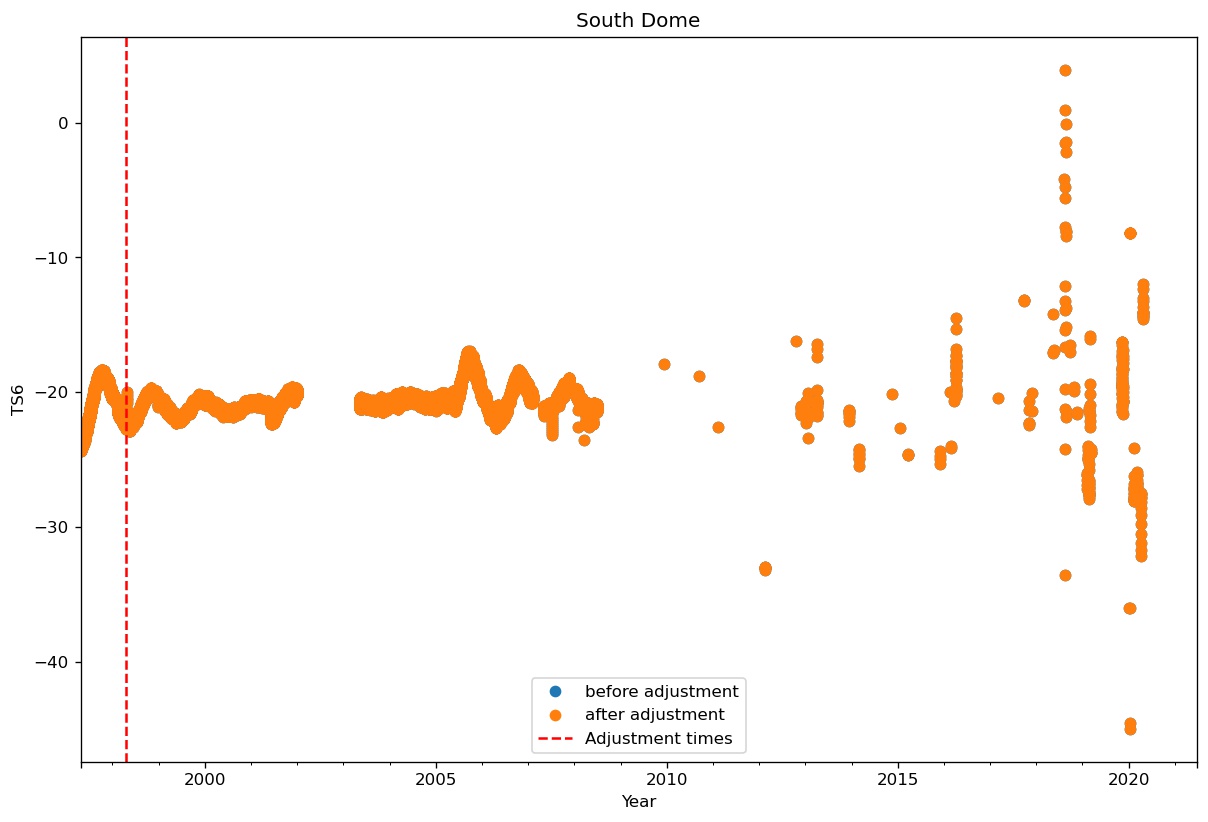 South Dome
TS6
0
−10
−20
−30
−40
before adjustment
after adjustment
Adjustment times
2000 2005 2010 2015 2020
Year